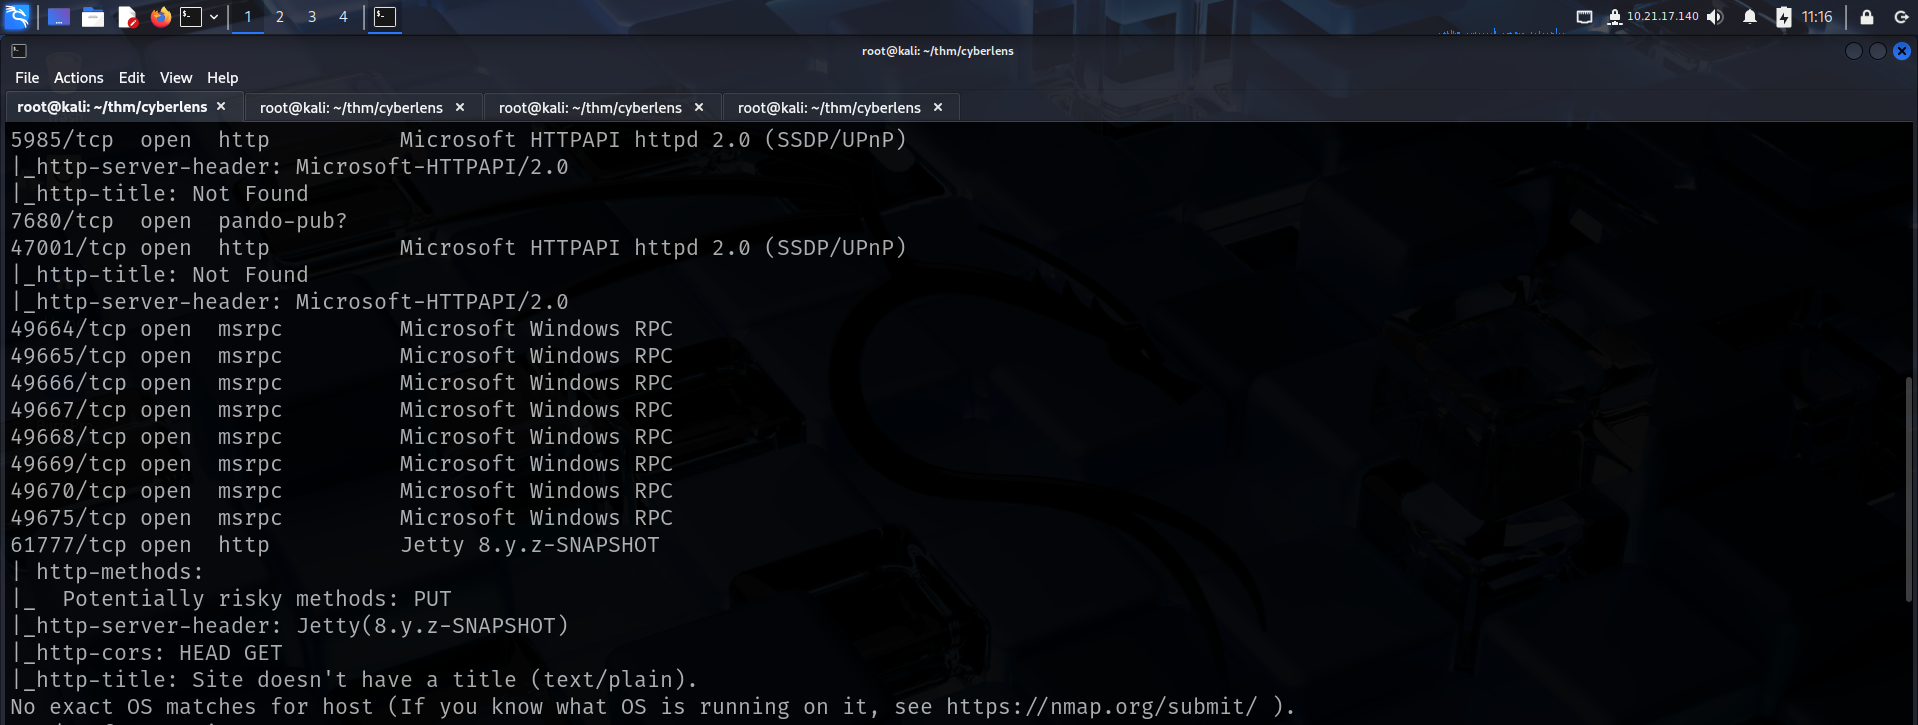 1 2 3 4 10.21.17.140 11:16
root@kali: ~/thm/cyberlens
File Actions Edit View Help
root@kali: ~/thm/cyberlens × root@kali: ~/thm/cyberlens × root@kali: ~/thm/cyberlens × root@kali: ~/thm/cyberlens ×
5985/tcp  open  http          Microsoft HTTPAPI httpd 2.0 (SSDP/UPnP)
|_http-server-header: Microsoft-HTTPAPI/2.0
|_http-title: Not Found
7680/tcp  open  pando-pub?
47001/tcp open  http          Microsoft HTTPAPI httpd 2.0 (SSDP/UPnP)
|_http-title: Not Found
|_http-server-header: Microsoft-HTTPAPI/2.0
49664/tcp open  msrpc         Microsoft Windows RPC
49665/tcp open  msrpc         Microsoft Windows RPC
49666/tcp open  msrpc         Microsoft Windows RPC
49667/tcp open  msrpc         Microsoft Windows RPC
49668/tcp open  msrpc         Microsoft Windows RPC
49669/tcp open  msrpc         Microsoft Windows RPC
49670/tcp open  msrpc         Microsoft Windows RPC
49675/tcp open  msrpc         Microsoft Windows RPC
61777/tcp open  http          Jetty 8.y.z-SNAPSHOT
| http-methods:
|_  Potentially risky methods: PUT
|_http-server-header: Jetty(8.y.z-SNAPSHOT)
|_http-cors: HEAD GET
|_http-title: Site doesn't have a title (text/plain).
No exact OS matches for host (If you know what OS is running on it, see https://nmap.org/submit/ ).